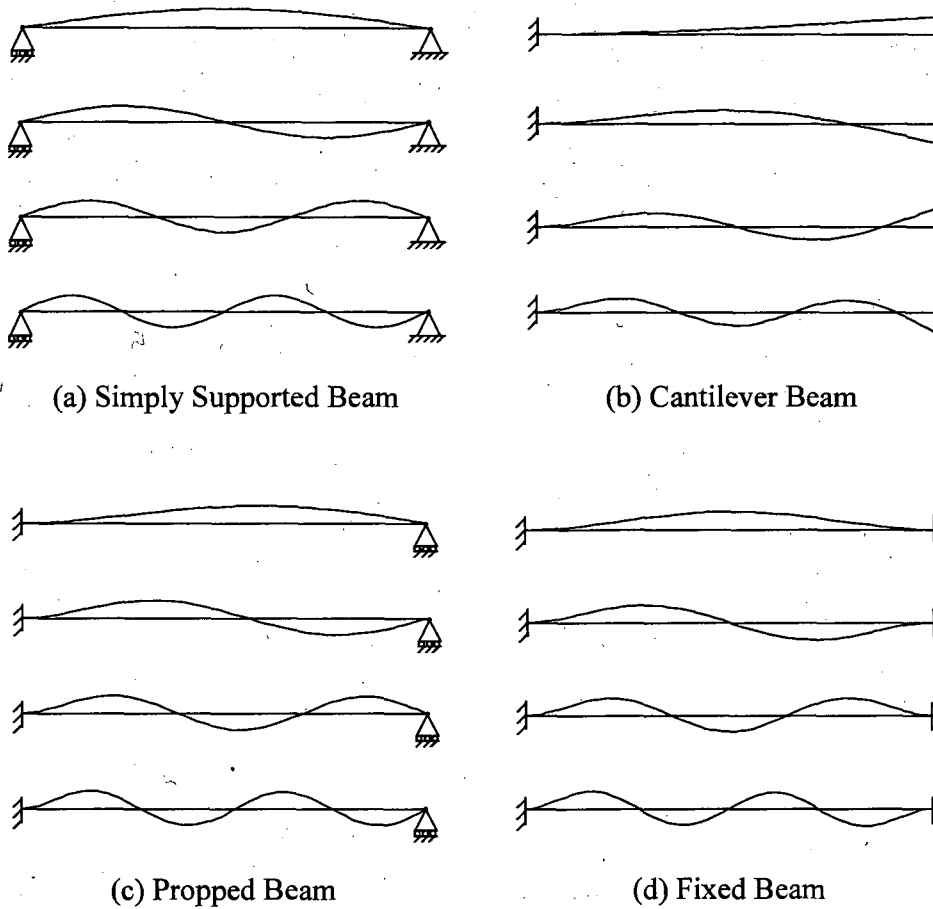 (a) Simply Supported Beam
(b) Cantilever Beam
(c) Propped Beam
(d) Fixed Beam